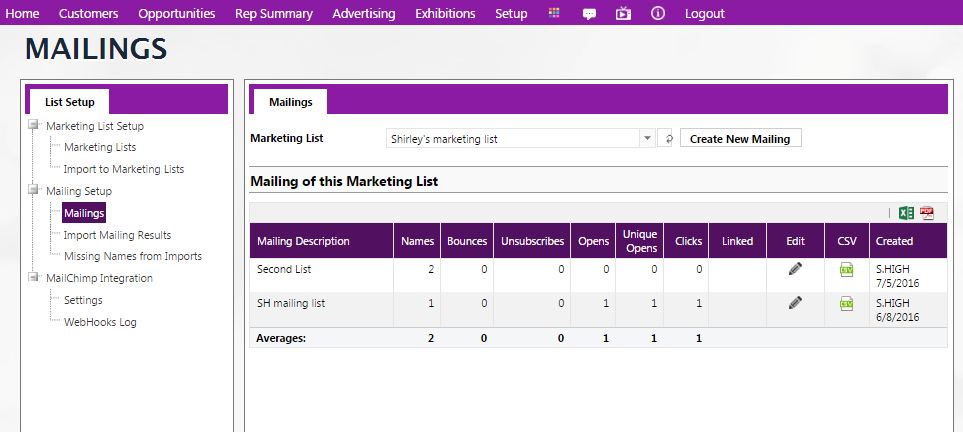 Home Customers Opportunities Rep Summary Advertising Exhibitions Setup Logout
MAILINGS
List Setup
Marketing List Setup
Marketing Lists
Import to Marketing Lists
Mailing Setup
Mailings
Import Mailing Results
Missing Names from Imports
MailChimp Integration
Settings
WebHooks Log
Mailings
Marketing List Shirley's marketing list Create New Mailing
Mailing of this Marketing List
PDF
Mailing Description Names Bounces Unsubscribes Opens Unique Opens Clicks Linked Edit CSV Created
Second List 2 0 0 0 0 0 CSV S.HIGH
7/5/2016
SH mailing list 1 0 0 1 1 1 CSV S.HIGH
6/8/2016
Averages: 2 0 0 1 1 1